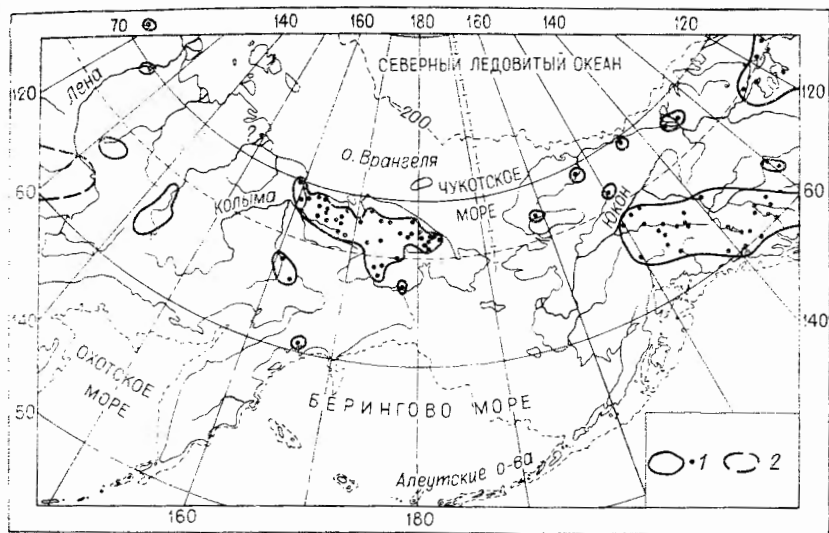 70
140
160
180
160
140
120
120
Лена
СЕВЕРНЫЙ ЛЕДОВИТЫЙ ОКЕАН
120
200
?
о. Врангеля
ЧУКОТСКОЕ
МОРЕ
60
Колыма
ЮКОН
60
140
140
ОХОТСКОЕ
МОРЕ
БЕРИНГОВО МОРЕ
50
1
2
Алеутские о-ва
160
180